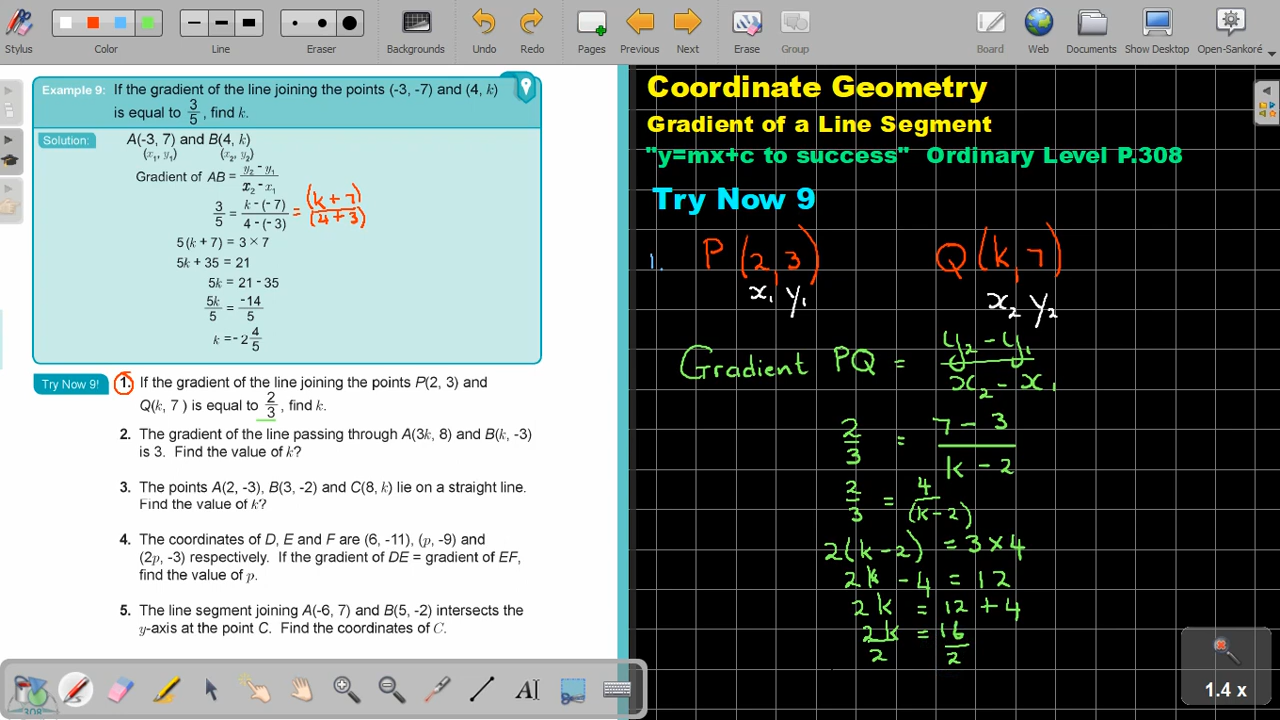 Stylus Color Line Eraser Backgrounds Undo Redo Pages Previous Next Erase Group Board Web Documents Show Desktop Open-Sankoré
Example 9: If the gradient of the line joining the points (-3, -7) and (4, k)
is equal to 3/5, find k.
Solution: A(-3, 7) and B(4, k)
(x₁, y₁) (x₂, y₂)
Gradient of AB = y₂ - y₁ / x₂ - x₁
3/5 = k - (-7) / 4 - (-3) = (k + 7) / (4 + 3)
5(k + 7) = 3 × 7
5k + 35 = 21
5k = 21 - 35
5k/5 = -14/5
k = - 2 4/5
Try Now 9! 1. If the gradient of the line joining the points P(2, 3) and
Q(k, 7 ) is equal to 2/3, find k.
2. The gradient of the line passing through A(3k, 8) and B(k, -3)
is 3. Find the value of k?
3. The points A(2, -3), B(3, -2) and C(8, k) lie on a straight line.
Find the value of k?
4. The coordinates of D, E and F are (6, -11), (p, -9) and
(2p, -3) respectively. If the gradient of DE = gradient of EF,
find the value of p.
5. The line segment joining A(-6, 7) and B(5, -2) intersects the
y-axis at the point C. Find the coordinates of C.
Coordinate Geometry
Gradient of a Line Segment
"y=mx+c to success" Ordinary Level P.308
Try Now 9
1. P (2, 3) Q (k, 7)
x₁ y₁ x₂ y₂
Gradient PQ = y₂ - y₁ / x₂ - x₁
2/3 = 7 - 3 / k - 2
2/3 = 4 / (k - 2)
2(k - 2) = 3 × 4
2k - 4 = 12
2k = 12 + 4
2k/2 = 16/2
308
1.4 x